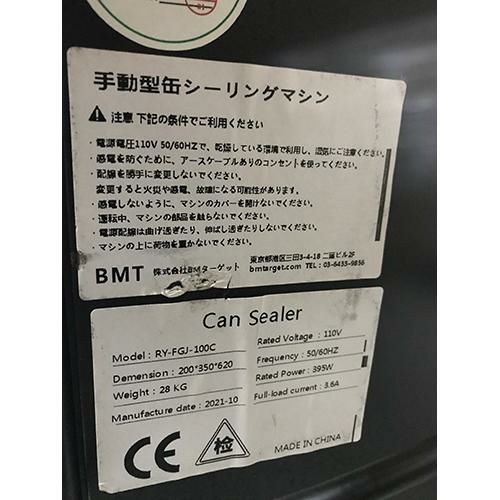 手動型缶シーリングマシン
注意 下記の条件でご利用ください
・電源電圧110V 50/60HZで、乾燥している環境で利用し、湿気にご注意ください。
・感電を防ぐために、アースケーブルありのコンセントを使ってください。
・配線を勝手に変更しないでください。
変更すると火災や感電、故障になる可能性があります。
・感電しないように、マシンのカバーを開けないでください。
・運転中、マシンの部品を触らないでください。
・電源配線は曲げ過ぎたり、伸ばし過ぎたりしないでください。
・マシンの上に荷物を置かないでください。
BMT 株式会社BMターゲット
東京都港区三田3-4-18 二葉ビル2F
bmtarget.com TEL：03-6435-9856
Can Sealer
Model : RY-FGJ-100C
Demension : 200*350*620
Weight : 28 KG
Manufacture date : 2021-10
Rated Voltage : 110V
Frequency : 50/60HZ
Rated Power : 395W
Full-load current : 3.6A
CE
检
MADE IN CHINA